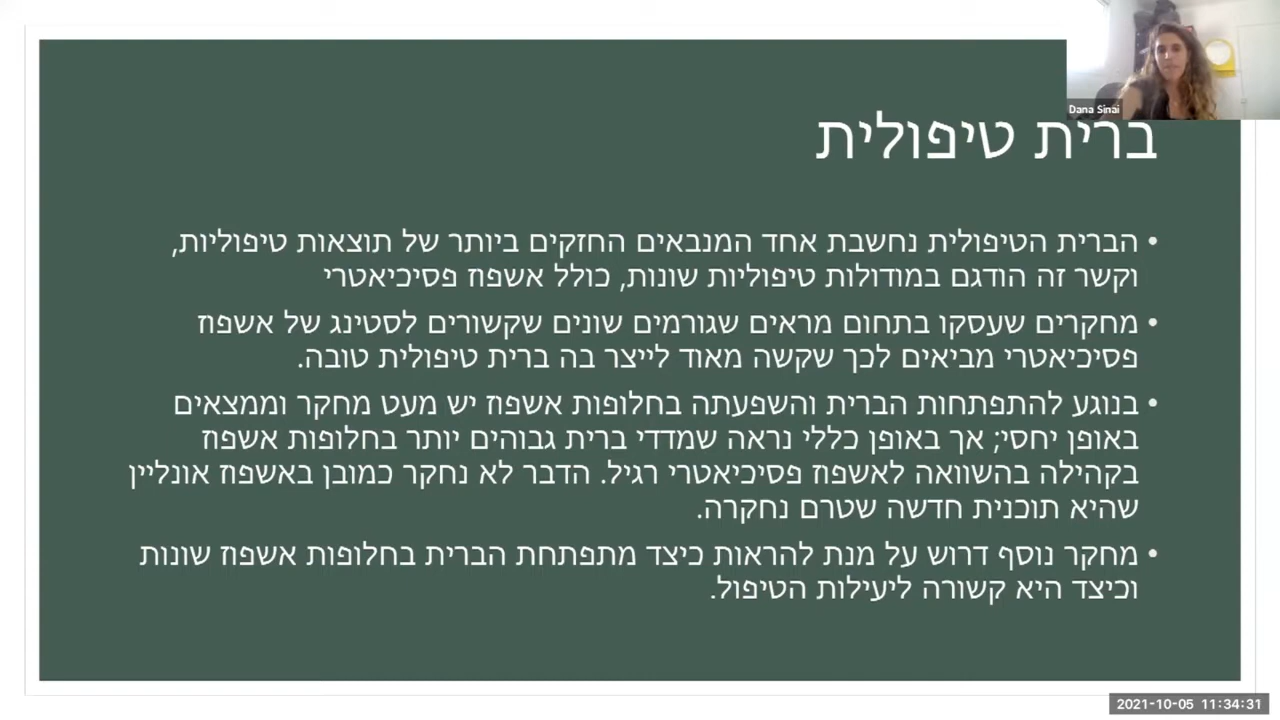 Dana Sinai
ברית טיפולית
• הברית הטיפולית נחשבת אחד המנבאים החזקים ביותר של תוצאות טיפוליות,
וקשר זה הודגם במודולות טיפוליות שונות, כולל אשפוז פסיכיאטרי
• מחקרים שעסקו בתחום מראים שגורמים שונים שקשורים לסטינג של אשפוז
פסיכיאטרי מביאים לכך שקשה מאוד לייצר בה ברית טיפולית טובה.
• בנוגע להתפתחות הברית והשפעתה בחלופות אשפוז יש מעט מחקר וממצאים
באופן יחסי; אך באופן כללי נראה שמדדי ברית גבוהים יותר בחלופות אשפוז
בקהילה בהשוואה לאשפוז פסיכיאטרי רגיל. הדבר לא נחקר כמובן באשפוז אונליין
שהיא תוכנית חדשה שטרם נחקרה.
• מחקר נוסף דרוש על מנת להראות כיצד מתפתחת הברית בחלופות אשפוז שונות
וכיצד היא קשורה ליעילות הטיפול.
2021-10-05 11:34:31